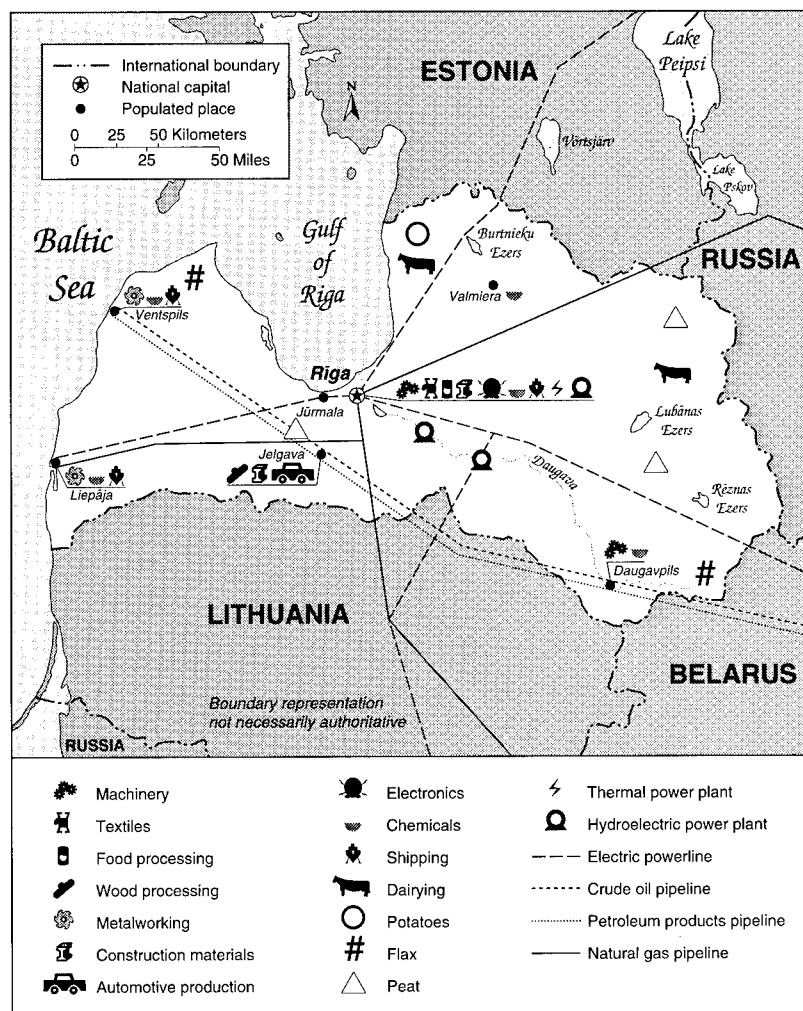 International boundary
National capital
Populated place
0 25 50 Kilometers
0 25 50 Miles
N
ESTONIA
Lake
Peipsi
Võrtsjärv
Lake
Pskov
Baltic
Sea
Gulf
of
Riga
Burtnieku
Ezers
RUSSIA
#
Ventspils
Valmiera
Rīga
Jūrmala
Lubānas
Ezers
Jelgava
Liepāja
Daugava
Rēznas
Ezers
Daugavpils
#
LITHUANIA
BELARUS
Boundary representation
not necessarily authoritative
RUSSIA
Machinery
Textiles
Food processing
Wood processing
Metalworking
Construction materials
Automotive production
Electronics
Chemicals
Shipping
Dairying
Potatoes
# Flax
Peat
Thermal power plant
Hydroelectric power plant
Electric powerline
Crude oil pipeline
Petroleum products pipeline
Natural gas pipeline